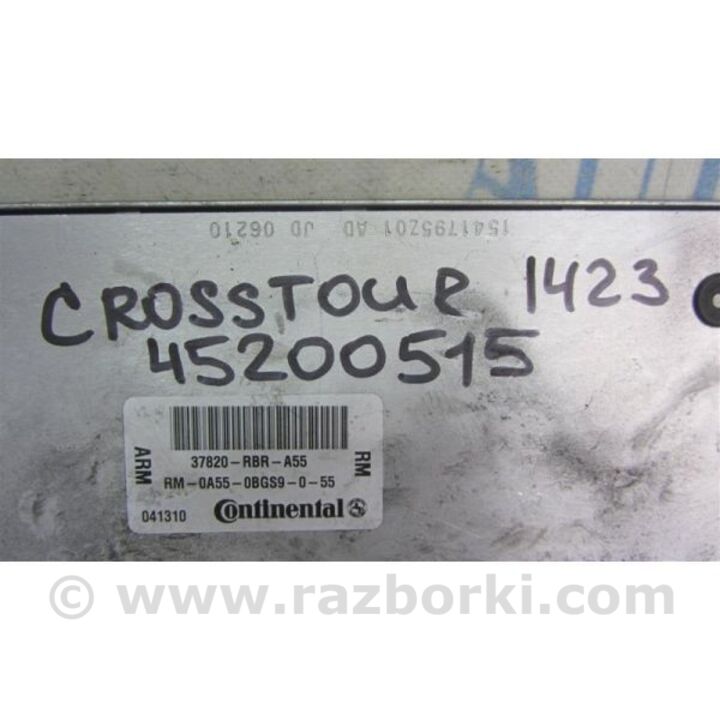 1541795Z01 AD JD 06210
CROSSTOUR 1423
45200515
37820-RBR-A55
RM-0A55-0BGS9-0-55
ARM
RM
041310 Continental
© www.razborki.com